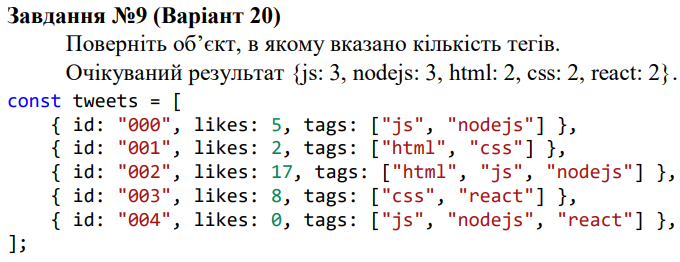 Завдання №9 (Варіант 20)
Поверніть об’єкт, в якому вказано кількість тегів.
Очікуваний результат {js: 3, nodejs: 3, html: 2, css: 2, react: 2}.
const tweets = [
    { id: "000", likes: 5, tags: ["js", "nodejs"] },
    { id: "001", likes: 2, tags: ["html", "css"] },
    { id: "002", likes: 17, tags: ["html", "js", "nodejs"] },
    { id: "003", likes: 8, tags: ["css", "react"] },
    { id: "004", likes: 0, tags: ["js", "nodejs", "react"] },
];